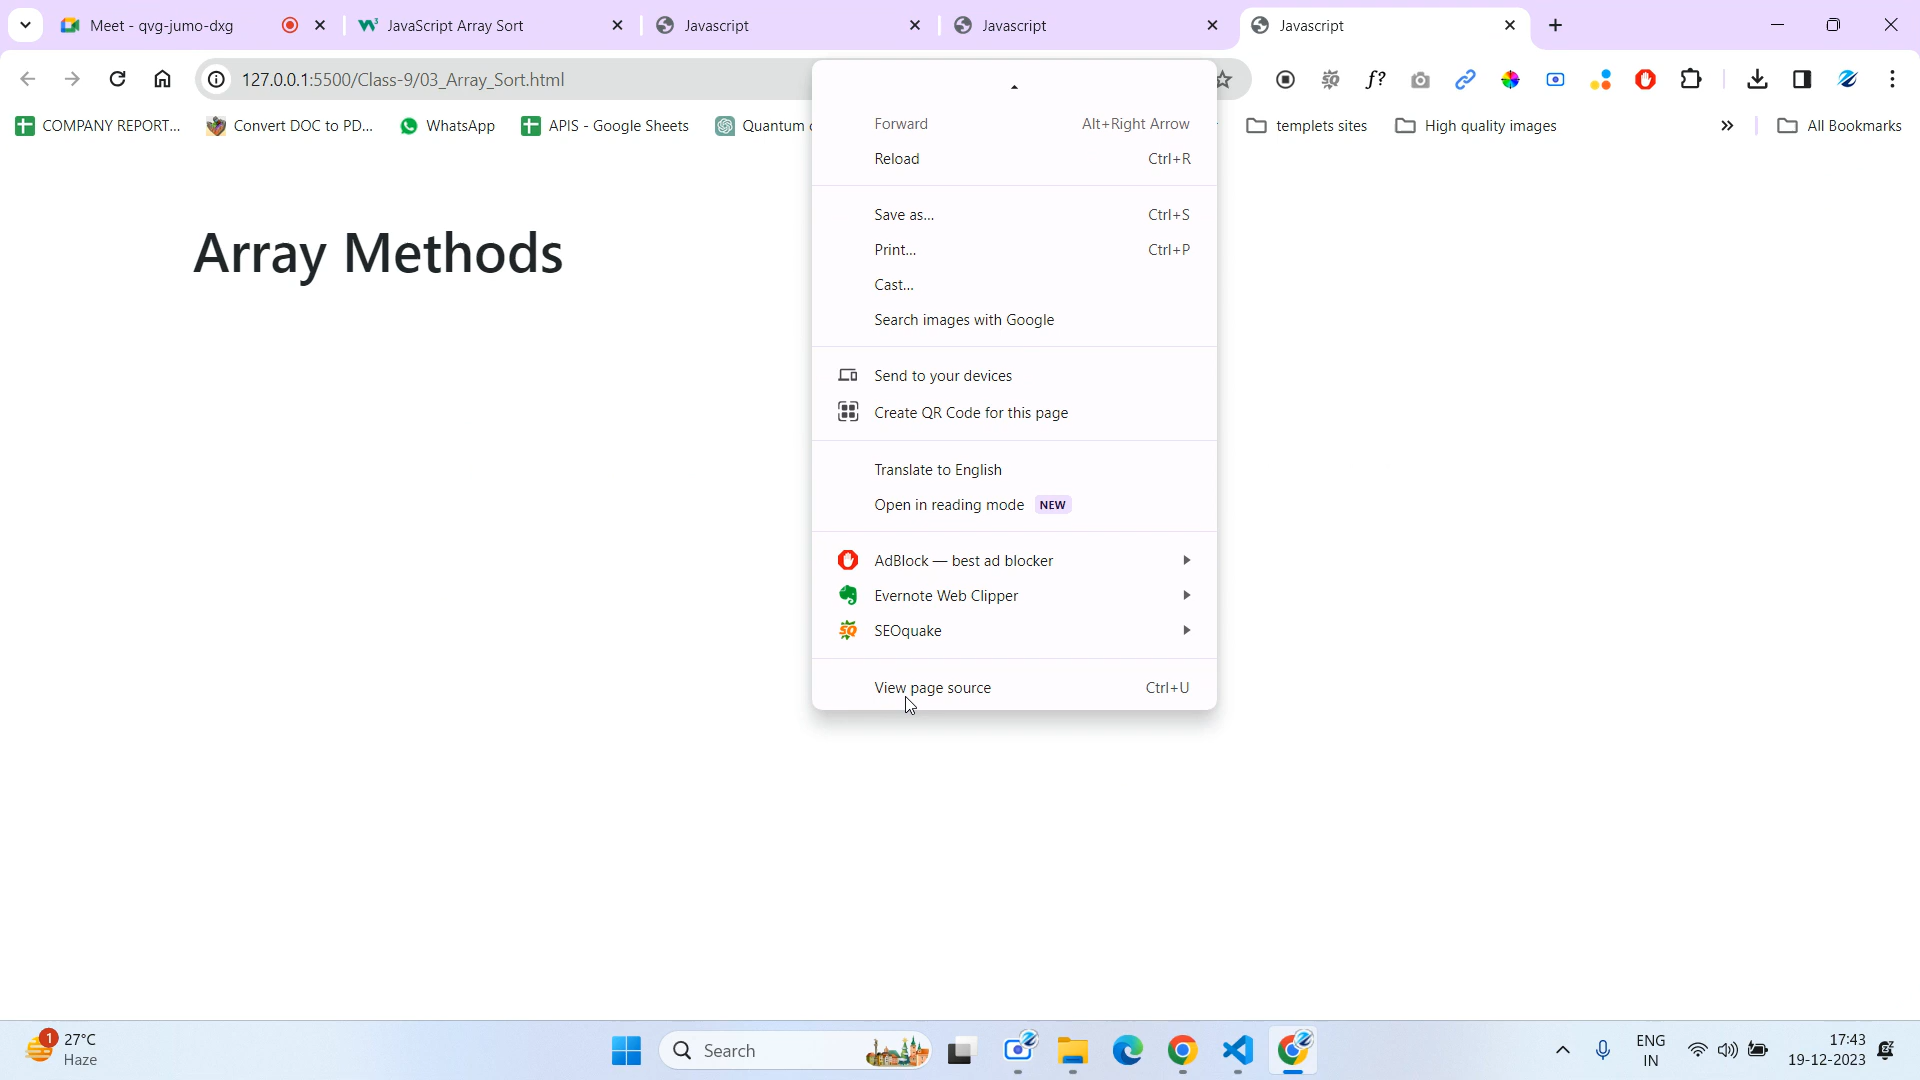 Meet - qvg-jumo-dxg
JavaScript Array Sort
Javascript
Javascript
Javascript
127.0.0.1:5500/Class-9/03_Array_Sort.html
f?
COMPANY REPORT...
Convert DOC to PD...
WhatsApp
APIS - Google Sheets
Quantum
templets sites
High quality images
All Bookmarks
Array Methods
Forward Alt+Right Arrow
Reload Ctrl+R
Save as... Ctrl+S
Print... Ctrl+P
Cast...
Search images with Google
Send to your devices
Create QR Code for this page
Translate to English
Open in reading mode NEW
AdBlock — best ad blocker
Evernote Web Clipper
SQ SEOquake
View page source Ctrl+U
1
27°C
Haze
Search
ENG
IN
17:43
19-12-2023